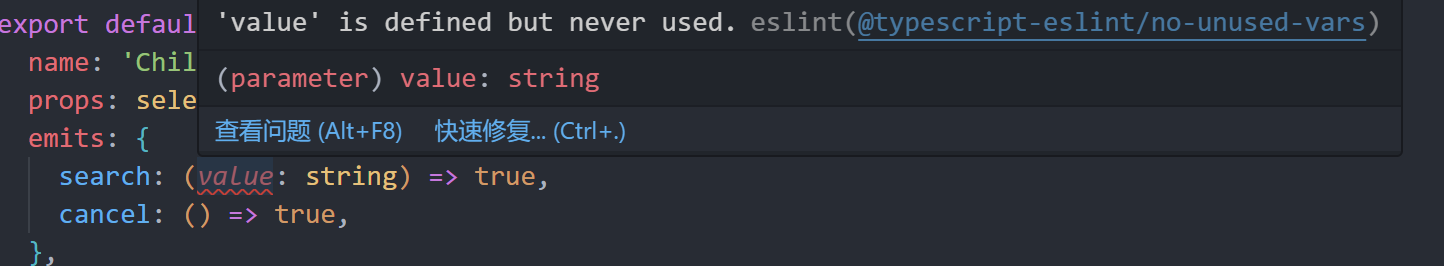 export defaul
'value' is defined but never used. eslint(@typescript-eslint/no-unused-vars)
name: 'Chil
(parameter) value: string
props: sele
查看问题 (Alt+F8) 快速修复... (Ctrl+.)
emits: {
search: (value: string) => true,
cancel: () => true,
},